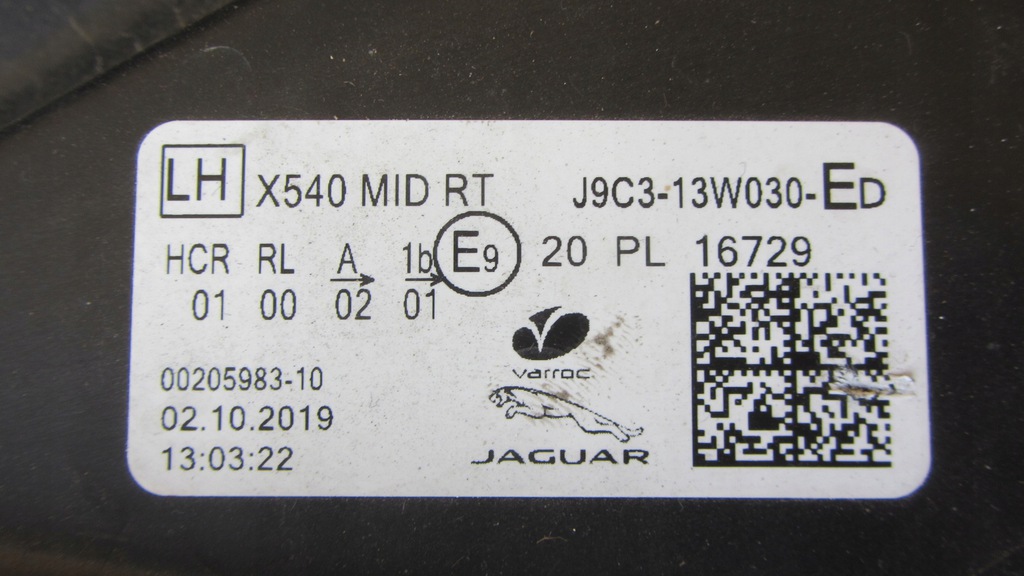 LH X540 MID RT J9C3-13W030-ED
HCR RL A 1b E9 20 PL 16729
01 00 02 01
varroc
00205983-10
02.10.2019
JAGUAR
13:03:22